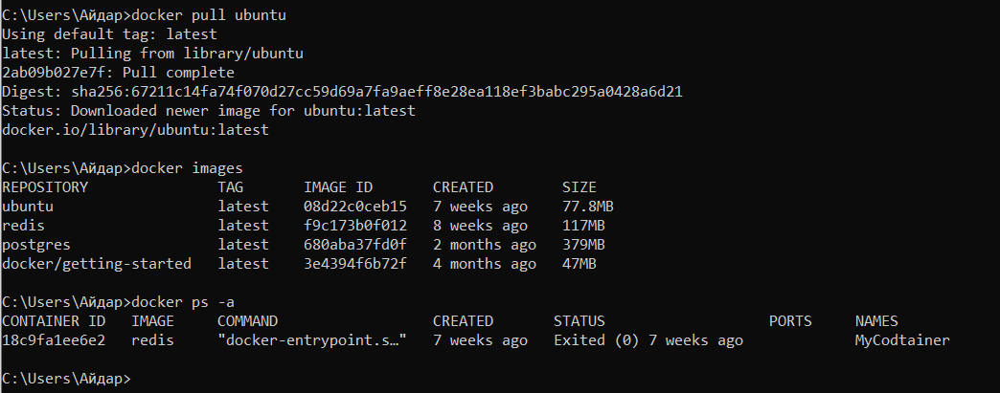 C:\Users\Айдар>docker pull ubuntu
Using default tag: latest
latest: Pulling from library/ubuntu
2ab09b027e7f: Pull complete
Digest: sha256:67211c14fa74f070d27cc59d69a7fa9aeff8e28ea118ef3babc295a0428a6d21
Status: Downloaded newer image for ubuntu:latest
docker.io/library/ubuntu:latest
C:\Users\Айдар>docker images
REPOSITORY TAG IMAGE ID CREATED SIZE
ubuntu latest 08d22c0ceb15 7 weeks ago 77.8MB
redis latest f9c173b0f012 8 weeks ago 117MB
postgres latest 680aba37fd0f 2 months ago 379MB
docker/getting-started latest 3e4394f6b72f 4 months ago 47MB
C:\Users\Айдар>docker ps -a
CONTAINER ID IMAGE COMMAND CREATED STATUS PORTS NAMES
18c9fa1ee6e2 redis "docker-entrypoint.s…" 7 weeks ago Exited (0) 7 weeks ago MyCodtainer
C:\Users\Айдар>